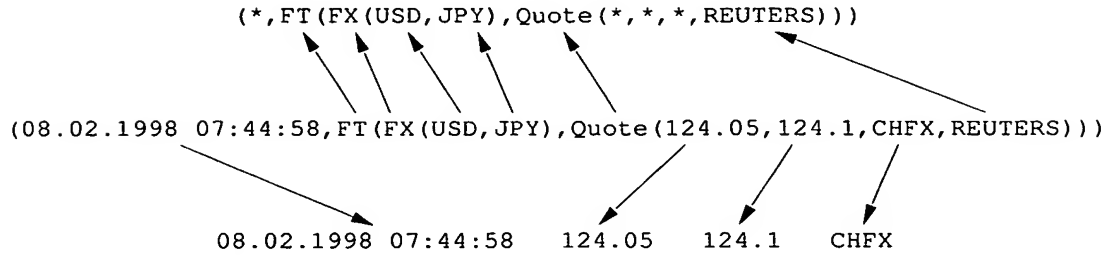 (*,FT(FX(USD,JPY),Quote(*,*,*,REUTERS)))
(08.02.1998 07:44:58,FT(FX(USD,JPY),Quote(124.05,124.1,CHFX,REUTERS)))
08.02.1998 07:44:58 124.05 124.1 CHFX